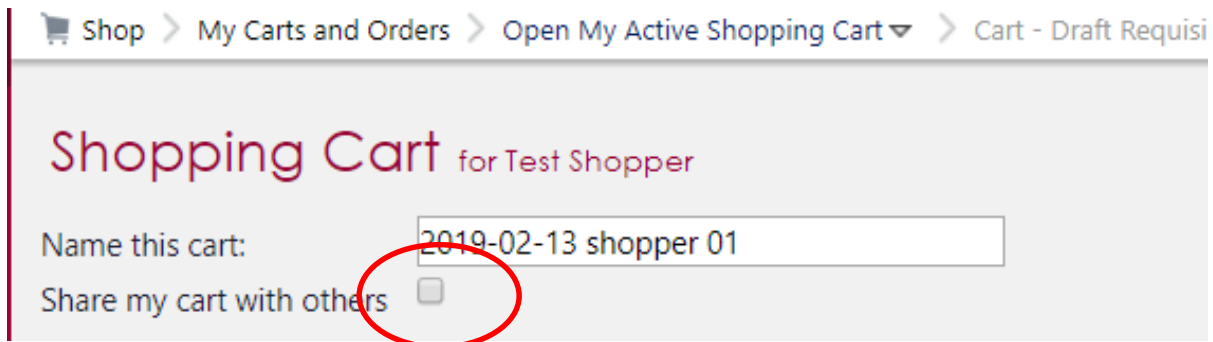 Shop > My Carts and Orders > Open My Active Shopping Cart > Cart - Draft Requisi
Shopping Cart for Test Shopper
Name this cart: 2019-02-13 shopper 01
Share my cart with others